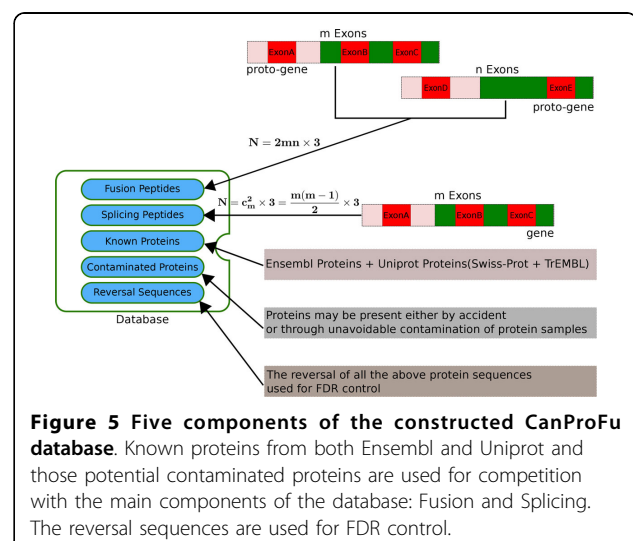 m Exons
ExonA ExonB ExonC
proto-gene
n Exons
ExonD ExonE
proto-gene
N = 2mn × 3
Fusion Peptides
N = c_m^2 × 3 = m(m − 1)/2 × 3
Splicing Peptides
m Exons
ExonA ExonB ExonC
gene
Known Proteins
Ensembl Proteins + Uniprot Proteins(Swiss-Prot + TrEMBL)
Contaminated Proteins
Reversal Sequences
Database
Proteins may be present either by accident
or through unavoidable contamination of protein samples
The reversal of all the above protein sequences
used for FDR control
Figure 5 Five components of the constructed CanProFu
database. Known proteins from both Ensembl and Uniprot and
those potential contaminated proteins are used for competition
with the main components of the database: Fusion and Splicing.
The reversal sequences are used for FDR control.